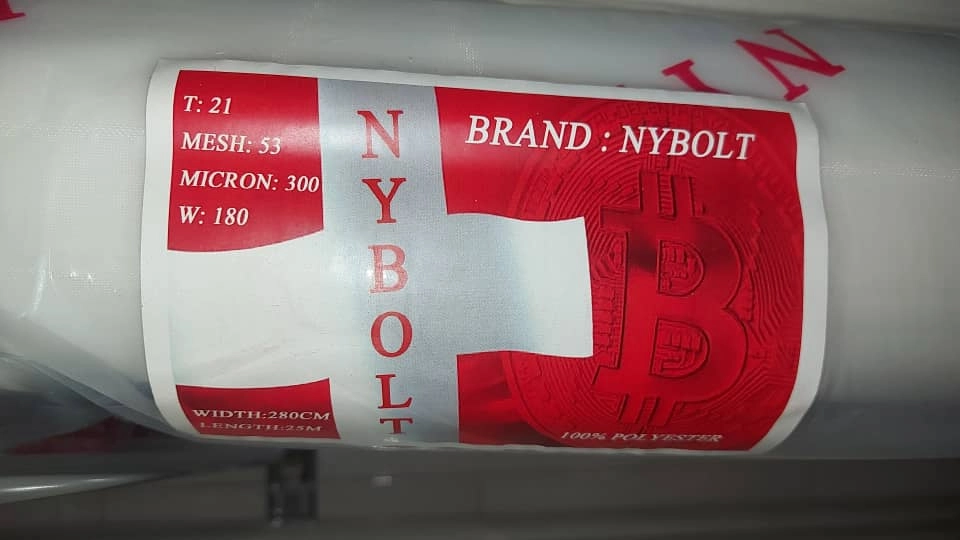 T: 21
MESH: 53
MICRON: 300
W: 180
NYBOLT
BRAND : NYBOLT
WIDTH:280CM
LENGTH:25M
100% POLYESTER